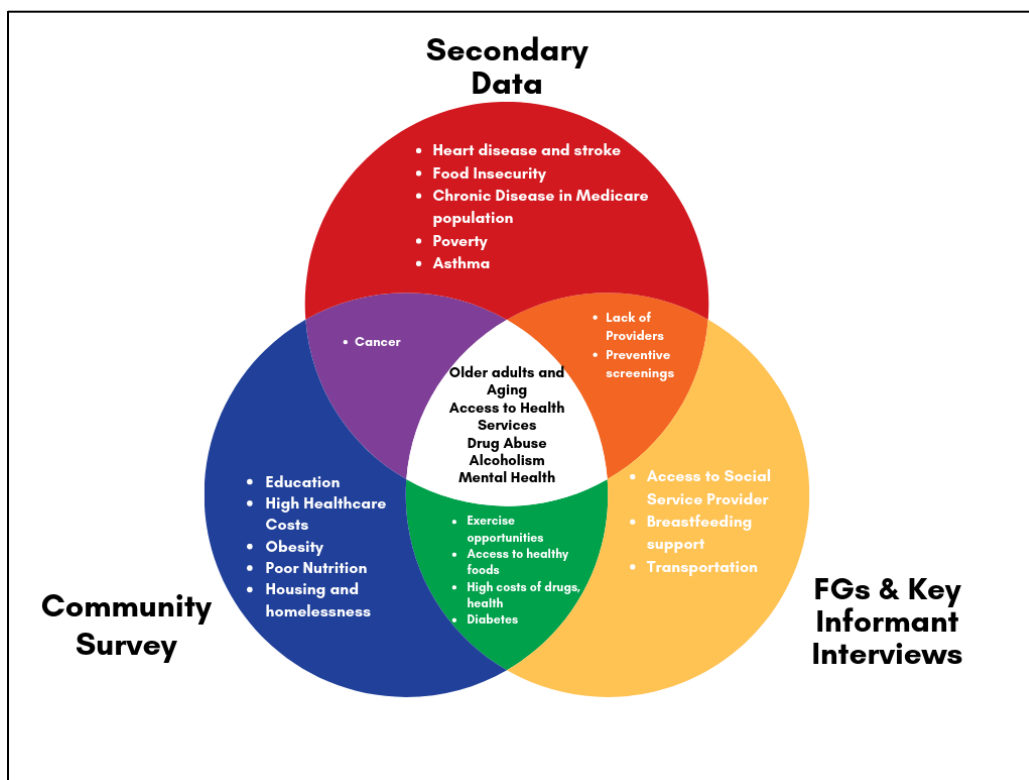 Secondary
Data
• Heart disease and stroke
• Food Insecurity
• Chronic Disease in Medicare
population
• Poverty
• Asthma
• Cancer
• Lack of
Providers
• Preventive
screenings
Older adults and
Aging
Access to Health
Services
Drug Abuse
Alcoholism
Mental Health
• Education
• High Healthcare
Costs
• Obesity
• Poor Nutrition
• Housing and
homelessness
• Exercise
opportunities
• Access to healthy
foods
• High costs of drugs,
health
• Diabetes
• Access to Social
Service Provider
• Breastfeeding
support
• Transportation
Community
Survey
FGs & Key
Informant
Interviews